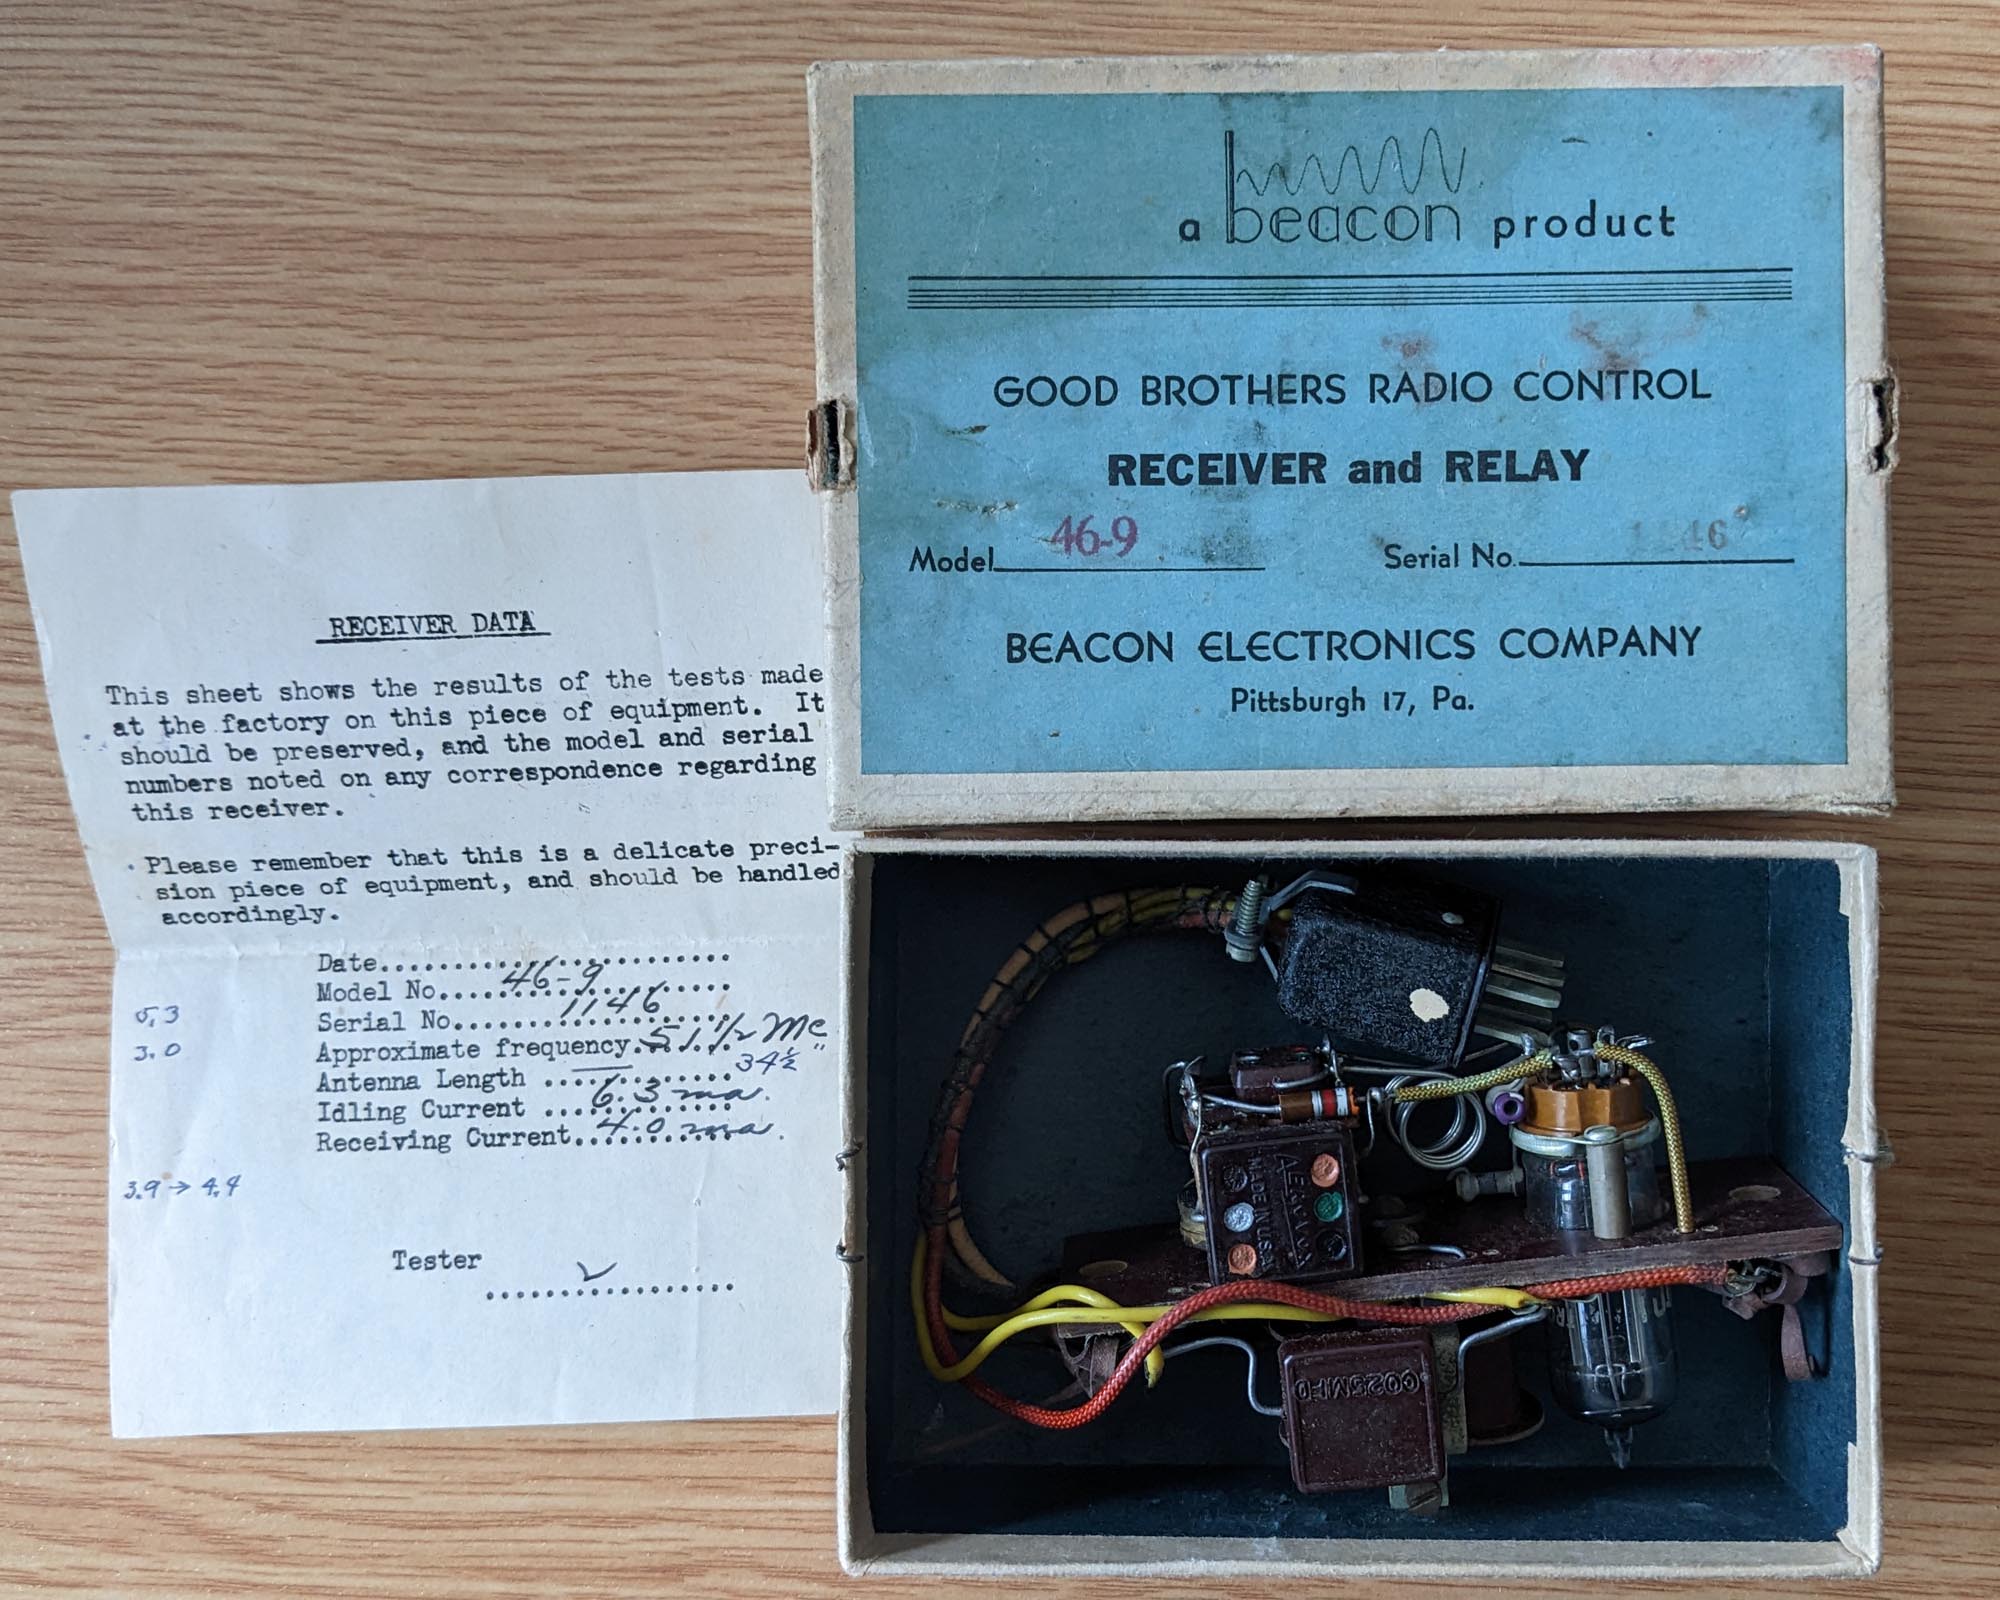 a beacon product
GOOD BROTHERS RADIO CONTROL
RECEIVER and RELAY
Model 46-9 Serial No. 1146
BEACON ELECTRONICS COMPANY
Pittsburgh 17, Pa.
RECEIVER DATA
This sheet shows the results of the tests made
at the factory on this piece of equipment. It
should be preserved, and the model and serial
numbers noted on any correspondence regarding
this receiver.
Please remember that this is a delicate preci-
sion piece of equipment, and should be handled
accordingly.
Date........................
Model No. 46-9
5.3 Serial No. 1146
3.0 Approximate frequency. 51 1/2 Mc
Antenna Length .... 34½"
Idling Current .... 6.3 ma.
Receiving Current.. 4.0 ma.
3.9 → 4.4
Tester ✓
MADE IN U.S.A.
.0025MFD